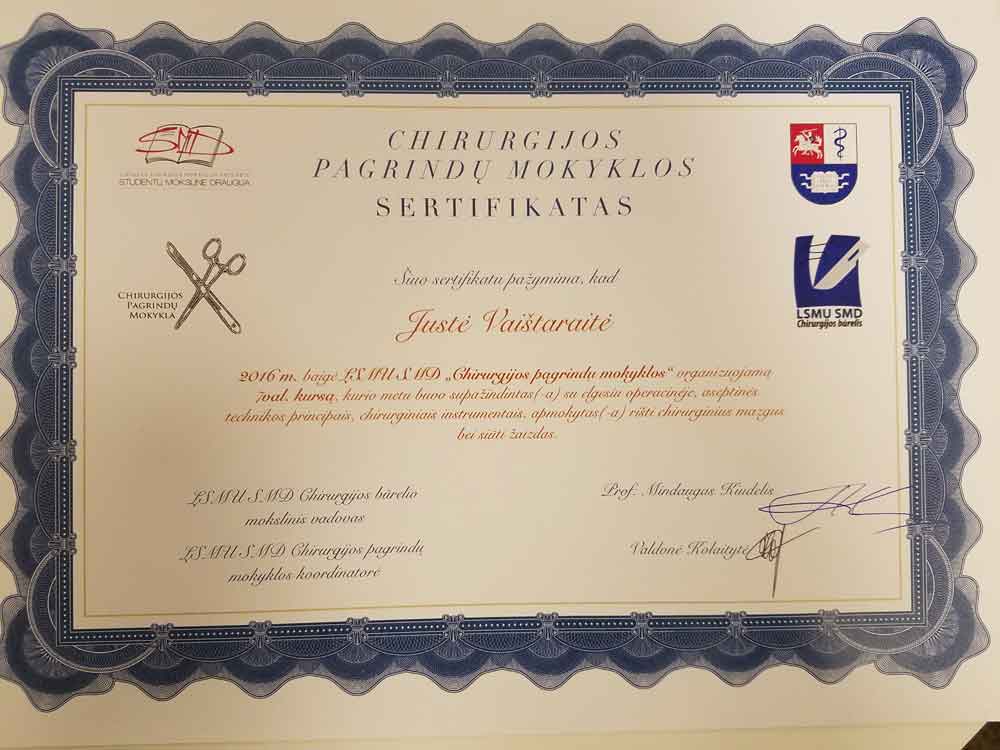 SMD
STUDENTŲ MOKSLINĖ DRAUGIJA
CHIRURGIJOS
PAGRINDŲ MOKYKLOS
SERTIFIKATAS
CHIRURGIJOS
PAGRINDŲ
MOKYKLA
LSMU SMD
Chirurgijos būrelis
Šiuo sertifikatu pažymima, kad
Justė Vaištaraitė
2016 m. baigė LSMU SMD „Chirurgijos pagrindų mokyklos“ organizuojamą
7val. kursą, kurio metu buvo supažindintas(-a) su elgesiu operacinėje, aseptinės
technikos principais, chirurginiais instrumentais, apmokytas(-a) rišti chirurginius mazgus
bei siūti žaizdas.
LSMU SMD Chirurgijos būrelio
mokslinis vadovas
Prof. Mindaugas Kiudelis
LSMU SMD Chirurgijos pagrindų
mokyklos koordinatorė
Valdonė Kolaitytė